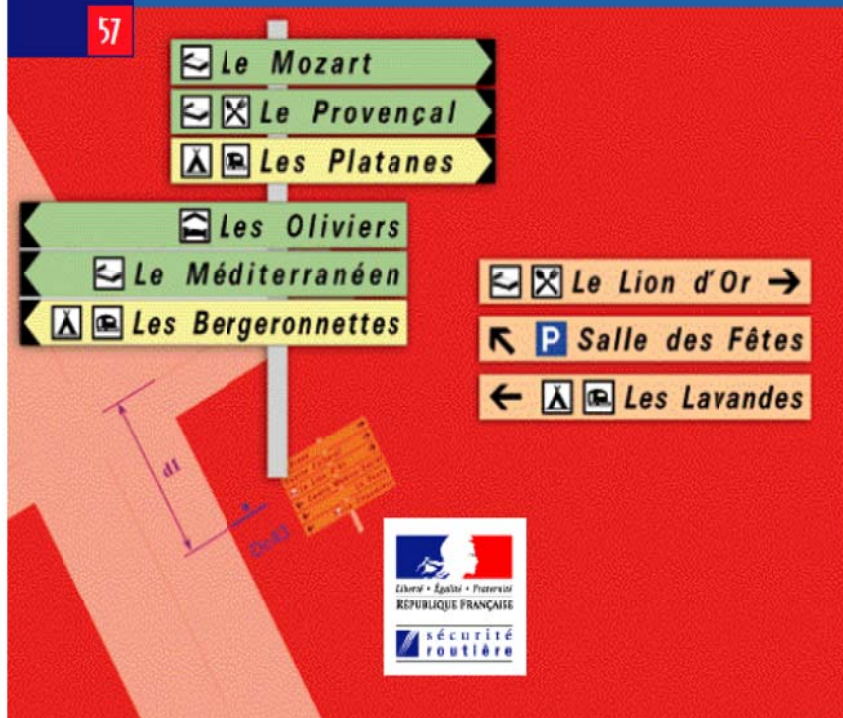 57
Le Mozart
Le Provençal
Les Platanes
Les Oliviers
Le Méditerranéen
Les Bergeronnettes
Le Lion d'Or →
↖ P Salle des Fêtes
← Les Lavandes
d1
Liberté • Égalité • Fraternité
RÉPUBLIQUE FRANÇAISE
sécurité
routière